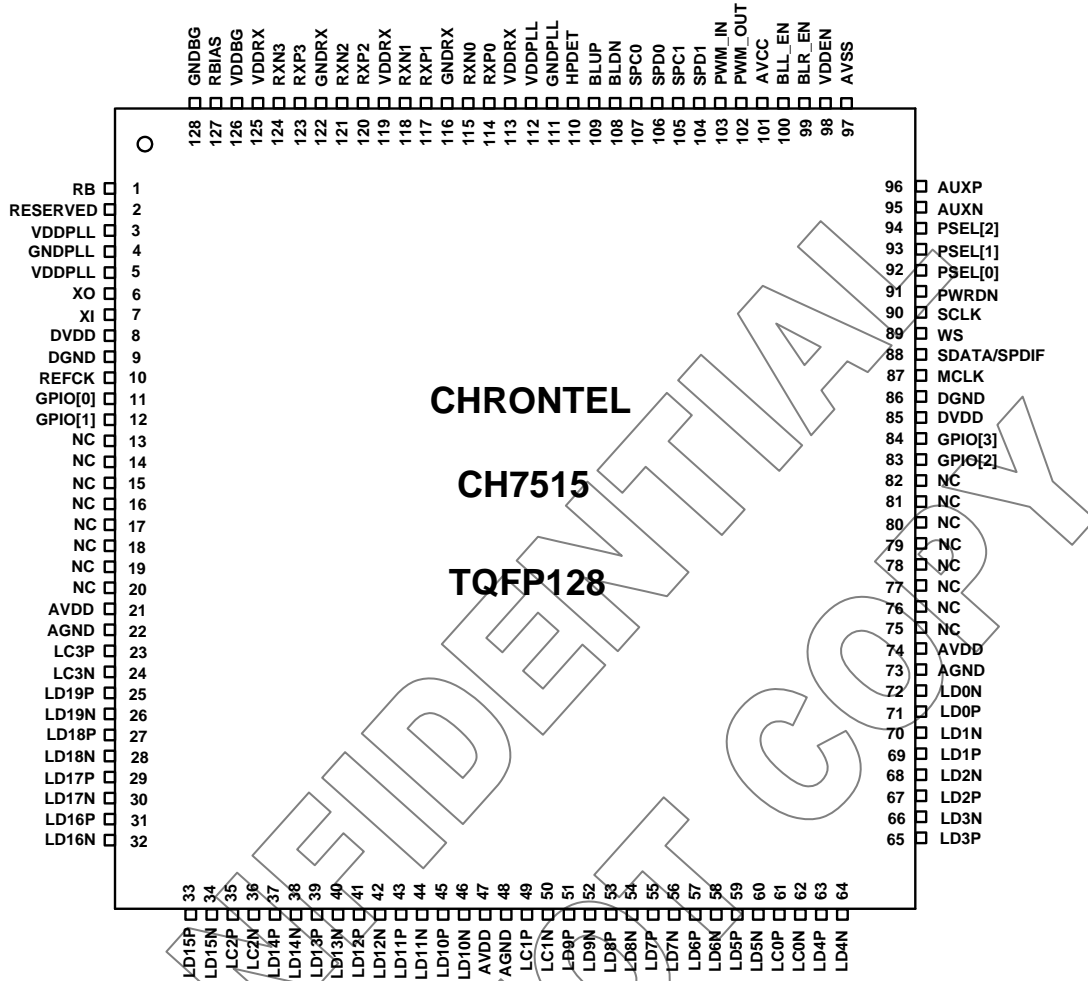 GNDBG
RBIAS
VDDBG
VDDRX
RXN3
RXP3
GNDRX
RXN2
RXP2
VDDRX
RXN1
RXP1
GNDRX
RXN0
RXP0
VDDRX
VDDPLL
GNDPLL
HPDET
BLUP
BLDN
SPC0
SPD0
SPC1
SPD1
PWM_IN
PWM_OUT
AVCC
BLL_EN
BLR_EN
VDDEN
AVSS
128 127 126 125 124 123 122 121 120 119 118 117 116 115 114 113 112 111 110 109 108 107 106 105 104 103 102 101 100 99 98 97
RB 1
RESERVED 2
VDDPLL 3
GNDPLL 4
VDDPLL 5
XO 6
XI 7
DVDD 8
DGND 9
REFCK 10
GPIO[0] 11
GPIO[1] 12
NC 13
NC 14
NC 15
NC 16
NC 17
NC 18
NC 19
NC 20
AVDD 21
AGND 22
LC3P 23
LC3N 24
LD19P 25
LD19N 26
LD18P 27
LD18N 28
LD17P 29
LD17N 30
LD16P 31
LD16N 32
CHRONTEL
CH7515
TQFP128
96 AUXP
95 AUXN
94 PSEL[2]
93 PSEL[1]
92 PSEL[0]
91 PWRDN
90 SCLK
89 WS
88 SDATA/SPDIF
87 MCLK
86 DGND
85 DVDD
84 GPIO[3]
83 GPIO[2]
82 NC
81 NC
80 NC
79 NC
78 NC
77 NC
76 NC
75 NC
74 AVDD
73 AGND
72 LD0N
71 LD0P
70 LD1N
69 LD1P
68 LD2N
67 LD2P
66 LD3N
65 LD3P
33 34 35 36 37 38 39 40 41 42 43 44 45 46 47 48 49 50 51 52 53 54 55 56 57 58 59 60 61 62 63 64
LD15P
LD15N
LC2P
LC2N
LD14P
LD14N
LD13P
LD13N
LD12P
LD12N
LD11P
LD11N
LD10P
LD10N
AVDD
AGND
LC1P
LC1N
LD9P
LD9N
LD8P
LD8N
LD7P
LD7N
LD6P
LD6N
LD5P
LD5N
LC0P
LC0N
LD4P
LD4N
NFIDENTIAL
OT COPY